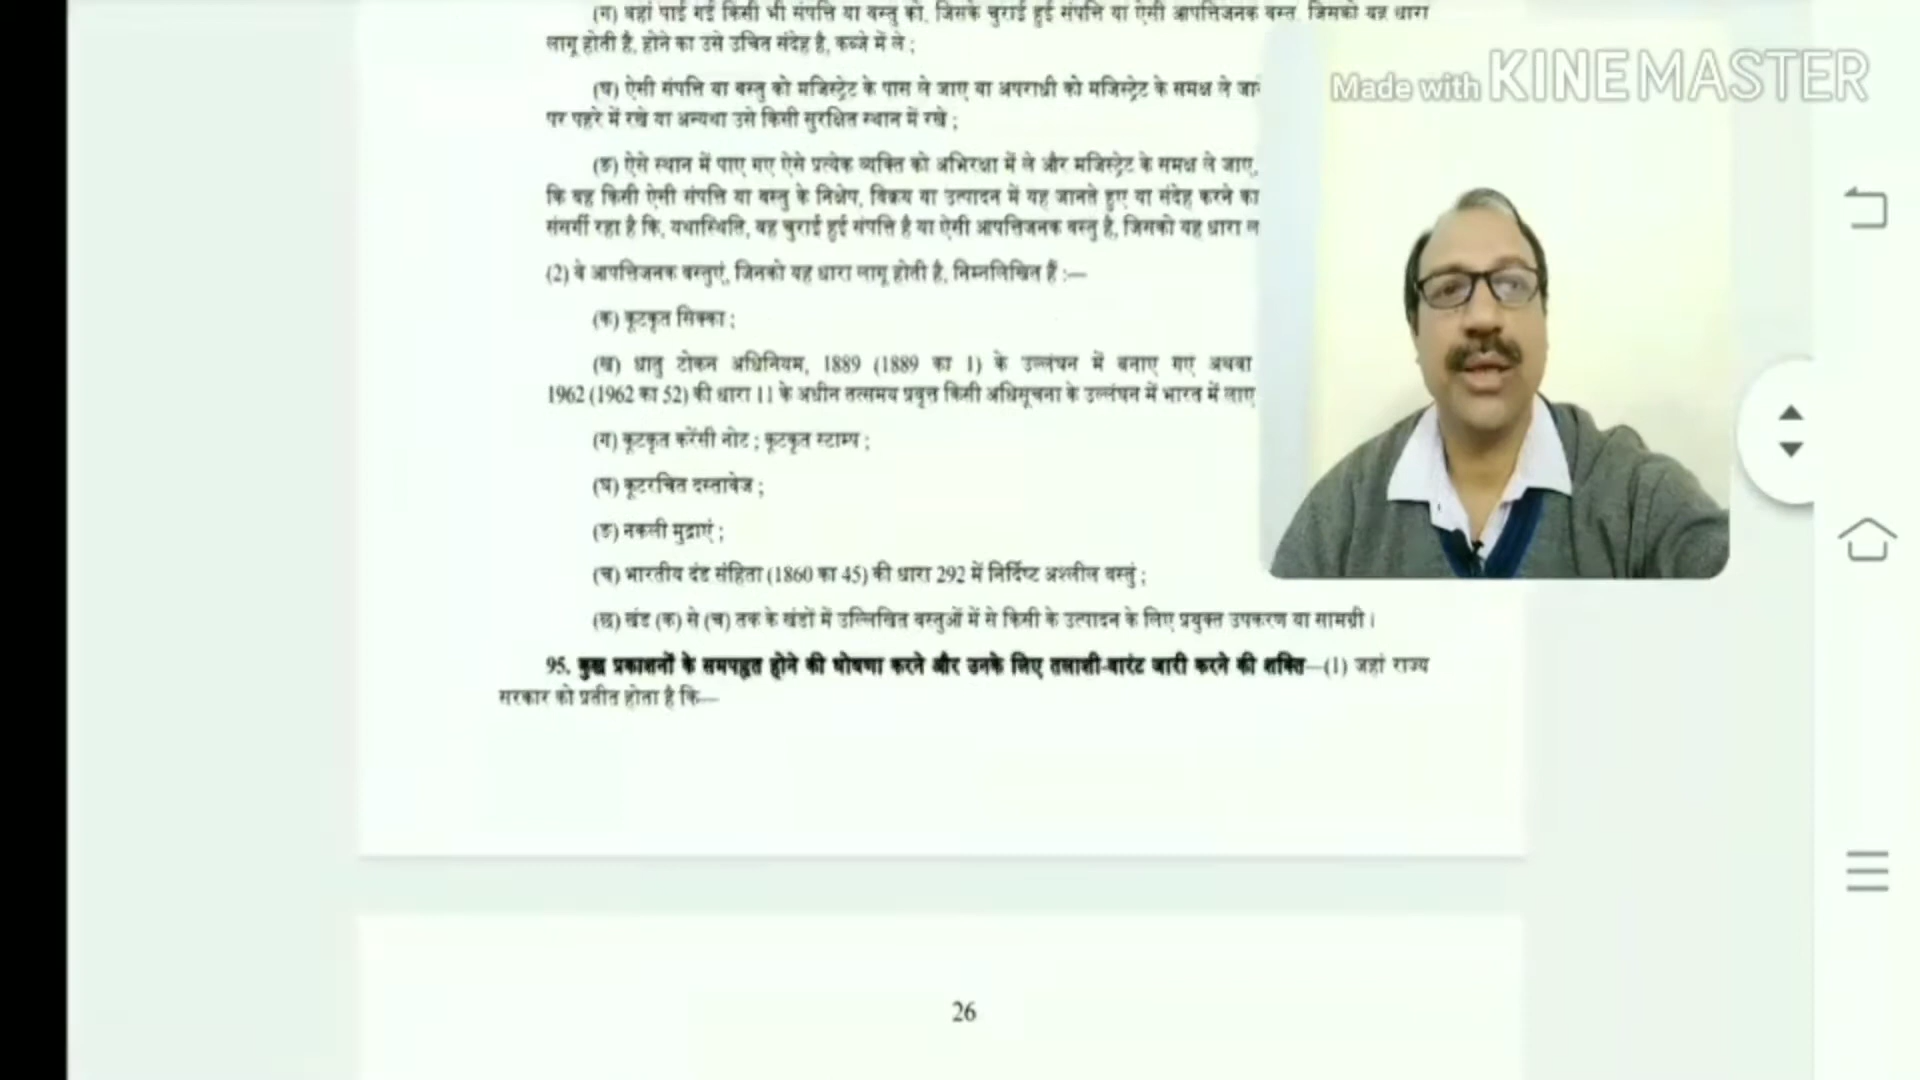 (ग) वहां पाई गई किसी भी संपत्ति या वस्तु को, जिसके चुराई हुई संपत्ति या ऐसी आपत्तिजनक वस्तु, जिसको यह धारा
लागू होती है, होने का उसे उचित संदेह है, कब्जे में ले ;
(घ) ऐसी संपत्ति या वस्तु को मजिस्ट्रेट के पास ले जाए या अपराधी को मजिस्ट्रेट के समक्ष ले जाने
पर पहरे में रखे या अन्यथा उसे किसी सुरक्षित स्थान में रखे ;
(ङ) ऐसे स्थान में पाए गए ऐसे प्रत्येक व्यक्ति को अभिरक्षा में ले और मजिस्ट्रेट के समक्ष ले जाए,
कि वह किसी ऐसी संपत्ति या वस्तु के निक्षेप, विक्रय या उत्पादन में यह जानते हुए या संदेह करने का
संसर्गी रहा है कि, यथास्थिति, वह चुराई हुई संपत्ति है या ऐसी आपत्तिजनक वस्तु है, जिसको यह धारा
(2) वे आपत्तिजनक वस्तुएं, जिनको यह धारा लागू होती है, निम्नलिखित हैं :—
(क) कूटकृत सिक्का ;
(ख) धातु टोकन अधिनियम, 1889 (1889 का 1) के उल्लंघन में बनाए गए अथवा
1962 (1962 का 52) की धारा 11 के अधीन तत्समय प्रवृत्त किसी अधिसूचना के उल्लंघन में भारत में लाए
(ग) कूटकृत करेंसी नोट ; कूटकृत स्टाम्प ;
(घ) कूटरचित दस्तावेज ;
(ङ) नकली मुद्राएं ;
(च) भारतीय दंड संहिता (1860 का 45) की धारा 292 में निर्दिष्ट अश्लील वस्तुं ;
(छ) खंड (क) से (च) तक के खंडों में उल्लिखित वस्तुओं में से किसी के उत्पादन के लिए प्रयुक्त उपकरण या सामग्री ।
95. कुछ प्रकाशनों के समपहृत होने की घोषणा करने और उनके लिए तलाशी-वारंट जारी करने की शक्ति—(1) जहां राज्य
सरकार को प्रतीत होता है कि—
26
Made with KINEMASTER